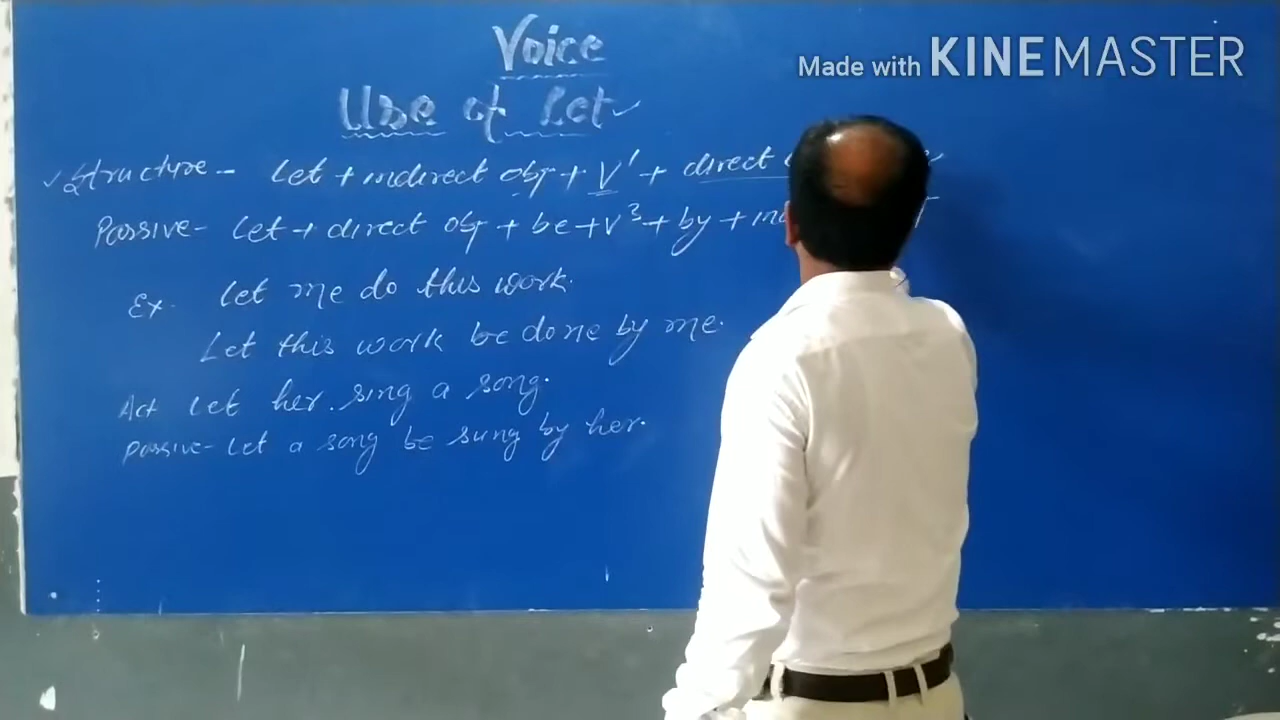 Voice
Made with KINEMASTER
Use of Let
Structure - Let + indirect obj + V¹ + direct
Passive - Let + direct obj + be + V³ + by +
Ex. Let me do this work.
Let this work be done by me.
Act Let her sing a song.
Passive - Let a song be sung by her.